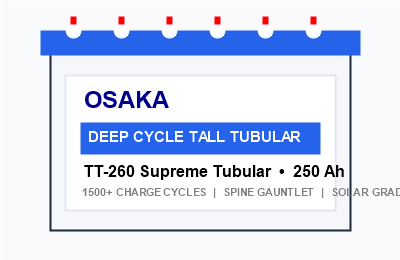 OSAKA
DEEP CYCLE TALL TUBULAR
TT-260 Supreme Tubular • 250 Ah
1500+ CHARGE CYCLES | SPINE GAUNTLET | SOLAR GRAD